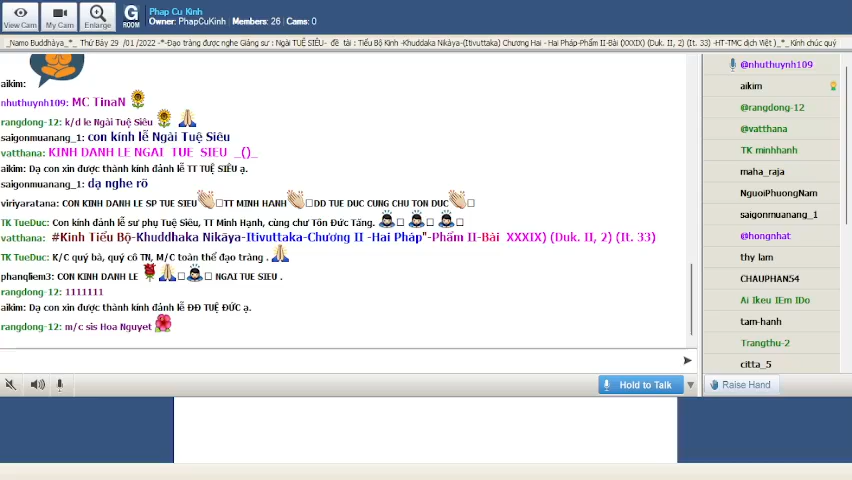 Phap Cu Kinh
Owner: PhapCuKinh | Members: 26 | Cams: 0
View Cam
My Cam
Enlarge
G
ROOM
_Namo Buddhàya_*_ Thứ Bảy 29 /01 /2022 -*-Đạo tràng được nghe Giảng sư : Ngài TUỆ SIÊU- đề tài : Tiểu Bộ Kinh -Khuddaka Nikàya-(Itivuttaka) Chương Hai - Hai Pháp-Phẩm II-Bài (XXXIX) (Duk. II, 2) (It. 33) -HT-TMC dịch Việt )_*_ Kính chúc quý
aikim:
nhuthuynh109: MC TinaN
rangdong-12: k/d le Ngài Tuệ Siêu
saigonmuanang_1: con kính lễ Ngài Tuệ Siêu
vatthana: KINH DANH LE NGAI TUE SIEU _()_
aikim: Dạ con xin được thành kính đảnh lễ TT TUỆ SIÊU ạ.
saigonmuanang_1: dạ nghe rõ
viriyaratana: CON KINH DANH LE SP TUE SIEU TT MINH HANH DD TUE DUC CUNG CHU TON DUC
TK TueDuc: Con kính đảnh lễ sư phụ Tuệ Siêu, TT Minh Hạnh, cùng chư Tôn Đức Tăng.
vatthana: #Kinh Tiểu Bộ-Khuddhaka Nikāya-Itivuttaka-Chương II -Hai Pháp"-Phẩm II-Bài XXXIX) (Duk. II, 2) (It. 33)
TK TueDuc: K/C quý bà, quý cô TN, M/C toàn thể đạo tràng .
phanqliem3: CON KINH DANH LE NGAI TUE SIEU .
rangdong-12: 1111111
aikim: Dạ con xin được thành kính đảnh lễ ĐĐ TUỆ ĐỨC ạ.
rangdong-12: m/c sis Hoa Nguyet
@nhuthuynh109
aikim
@rangdong-12
@vatthana
TK minhhanh
maha_raja
NguoiPhuongNam
saigonmuanang_1
@hongnhat
thy lam
CHAUPHAN54
Ai lkeu IEm IDo
tam-hanh
Trangthu-2
citta_5
Hold to Talk
Raise Hand